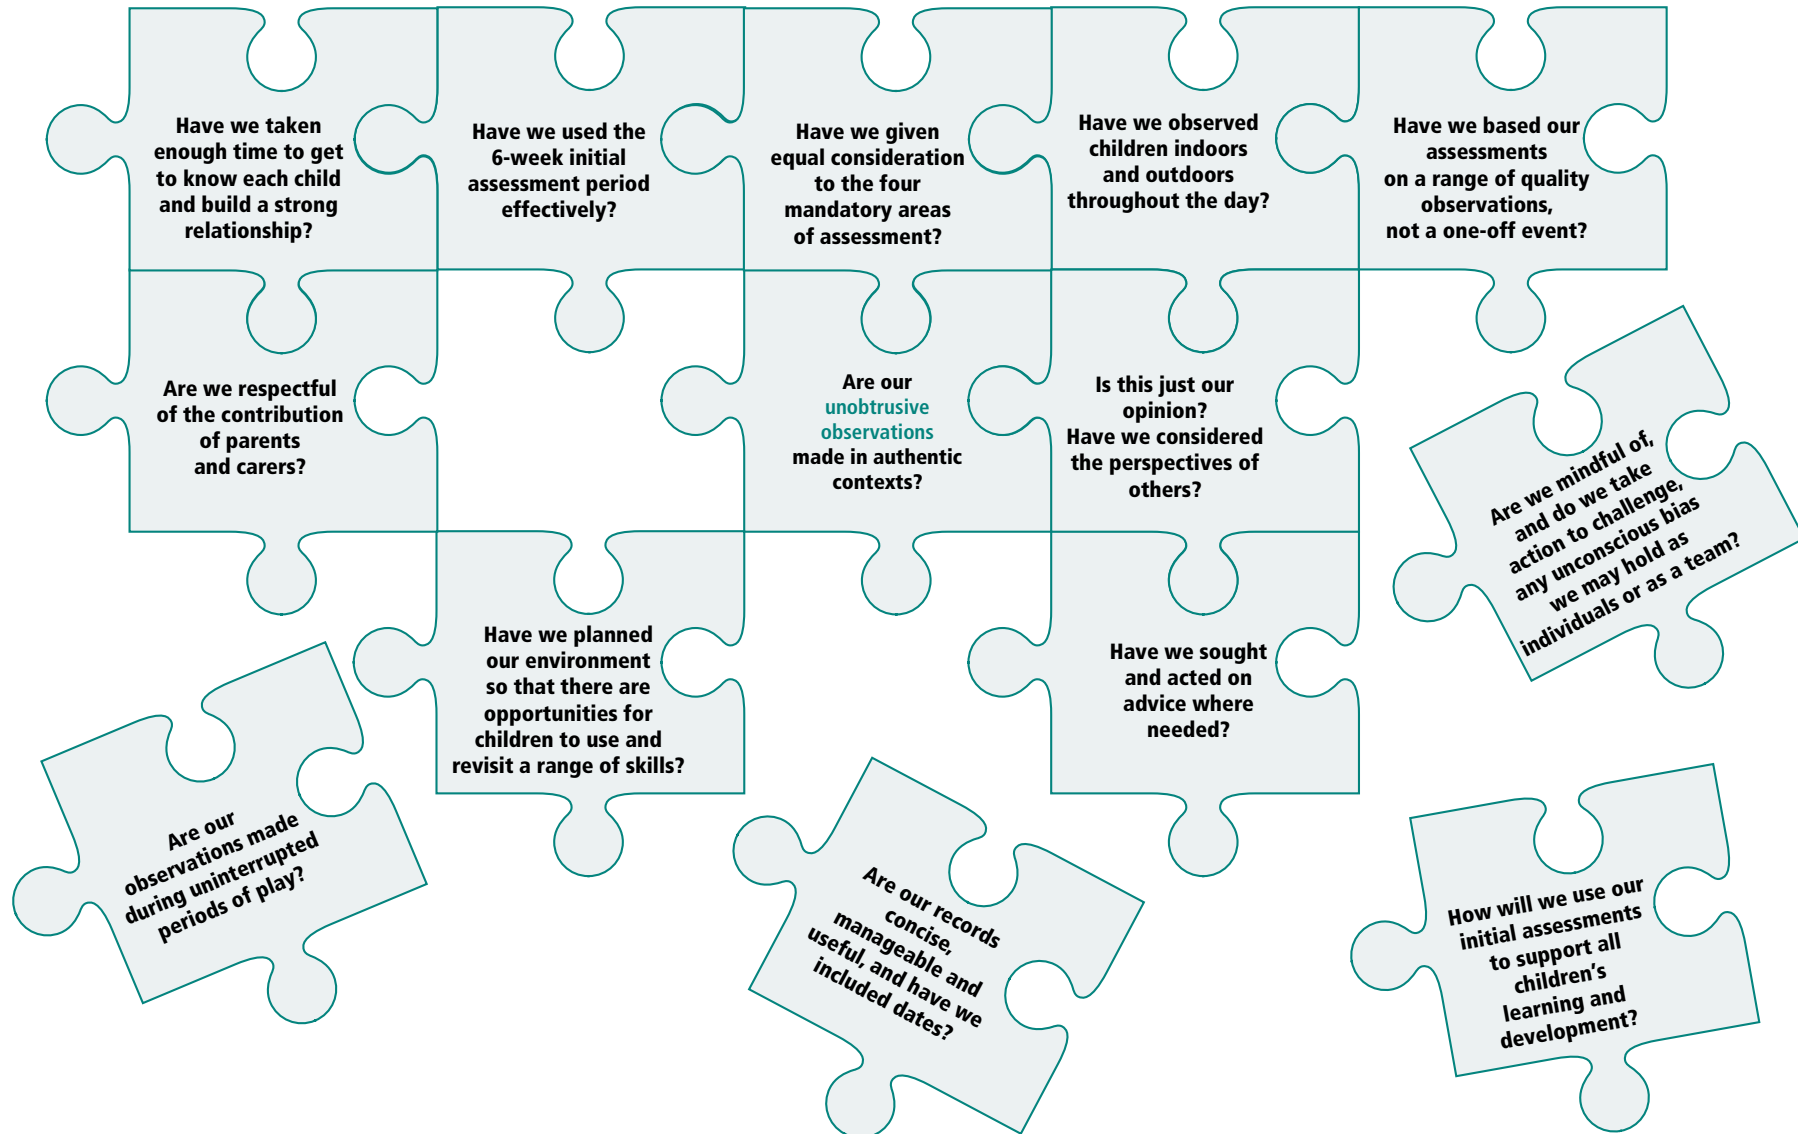 Have we taken
enough time to get
to know each child
and build a strong
relationship?
Have we used the
6-week initial
assessment period
effectively?
Have we given
equal consideration
to the four
mandatory areas
of assessment?
Have we observed
children indoors
and outdoors
throughout the day?
Have we based our
assessments
on a range of quality
observations,
not a one-off event?
Are we respectful
of the contribution
of parents
and carers?
Are our
unobtrusive
observations
made in authentic
contexts?
Is this just our
opinion?
Have we considered
the perspectives of
others?
Are we mindful of,
and do we take
action to challenge,
any unconscious bias
we may hold as
individuals or as a team?
Have we planned
our environment
so that there are
opportunities for
children to use and
revisit a range of skills?
Have we sought
and acted on
advice where
needed?
Are our
observations made
during uninterrupted
periods of play?
Are our records
concise,
manageable and
useful, and have we
included dates?
How will we use our
initial assessments
to support all
children's
learning and
development?